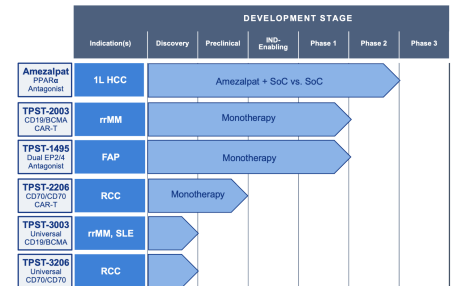 DEVELOPMENT STAGE
Indication(s) Discovery Preclinical IND-Enabling Phase 1 Phase 2 Phase 3
Amezalpat
PPARα
Antagonist
1L HCC
Amezalpat + SoC vs. SoC
TPST-2003
CD19/BCMA
CAR-T
rrMM
Monotherapy
TPST-1495
Dual EP2/4
Antagonist
FAP
Monotherapy
TPST-2206
CD70/CD70
CAR-T
RCC
Monotherapy
TPST-3003
Universal
CD19/BCMA
rrMM, SLE
TPST-3206
Universal
CD70/CD70
RCC